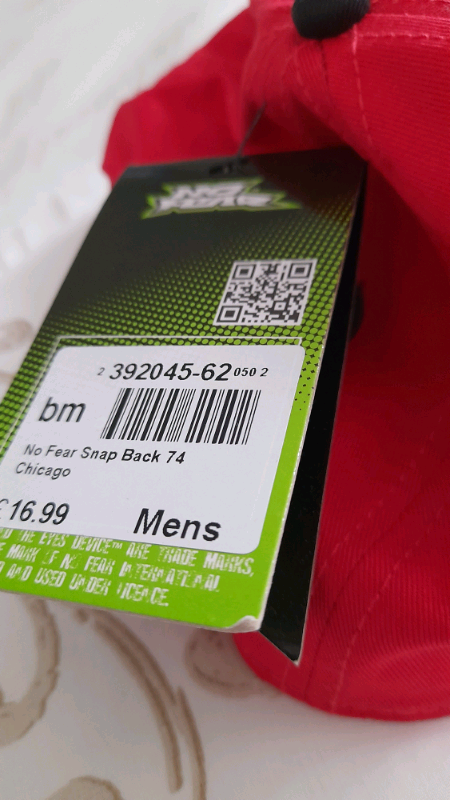 NO
FEAR
2 392045-62 050 2
bm
No Fear Snap Back 74
Chicago
£16.99
Mens
THE EYES DEVICE™ ARE TRADE MARKS,
MARK OF NO FEAR INTERNATIONAL
AND USED UNDER LICENCE.